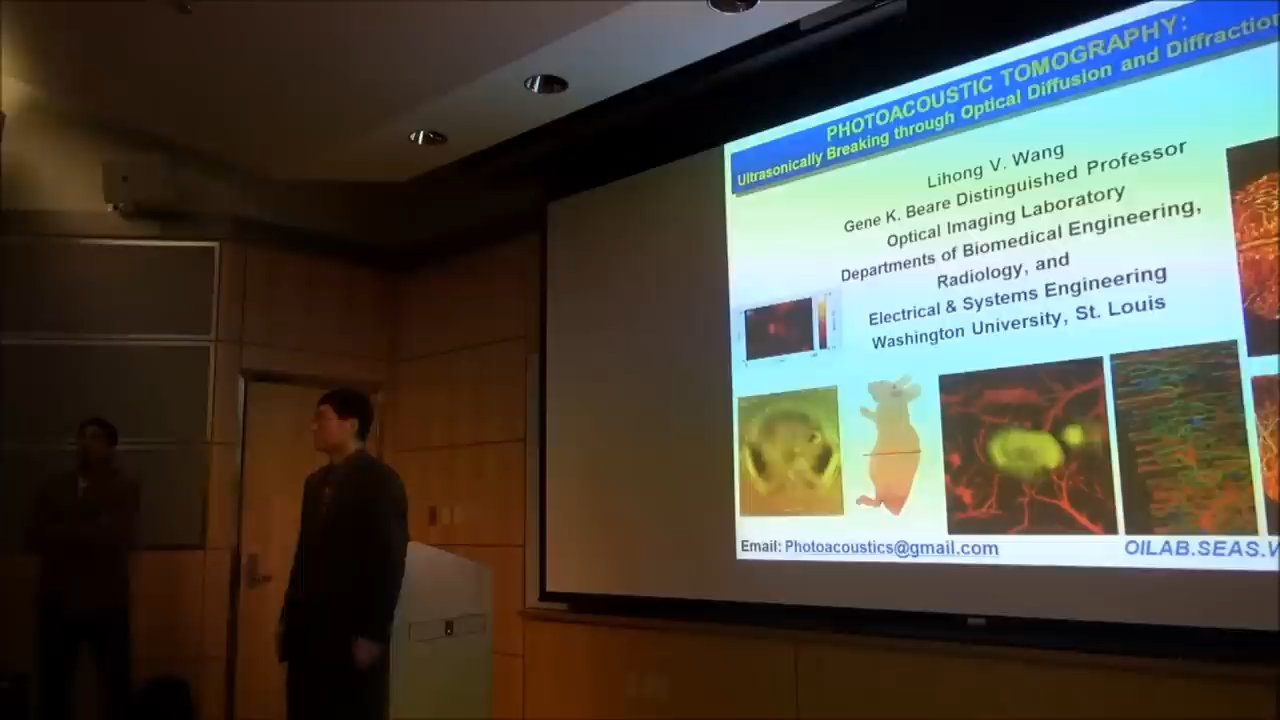 PHOTOACOUSTIC TOMOGRAPHY:
Ultrasonically Breaking through Optical Diffusion and Diffraction
Lihong V. Wang
Gene K. Beare Distinguished Professor
Optical Imaging Laboratory
Departments of Biomedical Engineering,
Radiology, and
Electrical & Systems Engineering
Washington University, St. Louis
Email: Photoacoustics@gmail.com
OILAB.SEAS.W